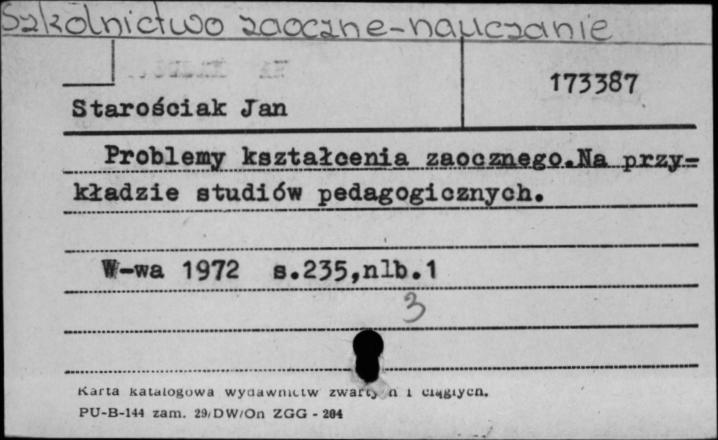 Szkolnictwo zaoczne-nauczanie
173387
Starościak Jan
Problemy kształcenia zaocznego.Na przy=
kładzie studiów pedagogicznych.
W-wa 1972 s.235,nlb.1
3
Karta katalogowa wydawnictw zwartych i ciągłych.
PU-B-144 zam. 29/DW/On ZGG - 204